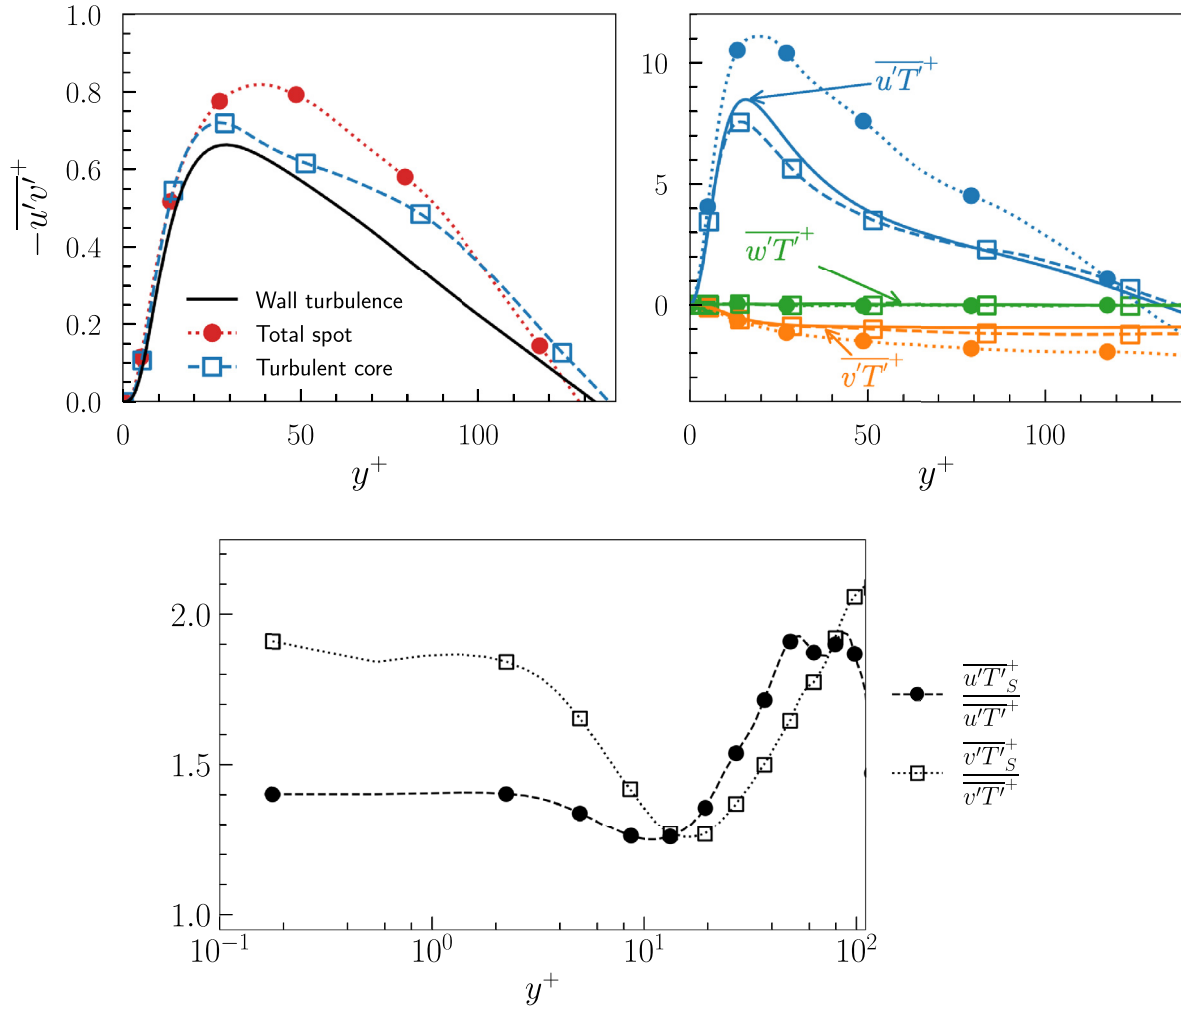 1.0
0.8
0.6
0.4
0.2
0.0
−u′v′⁺
Wall turbulence
Total spot
Turbulent core
0 50 100
y⁺
10
5
0
u′T′⁺
w′T′⁺
v′T′⁺
0 50 100
y⁺
2.0
1.5
1.0
10⁻¹ 10⁰ 10¹ 10²
y⁺
u′T′⁺S
u′T′⁺
v′T′⁺S
v′T′⁺